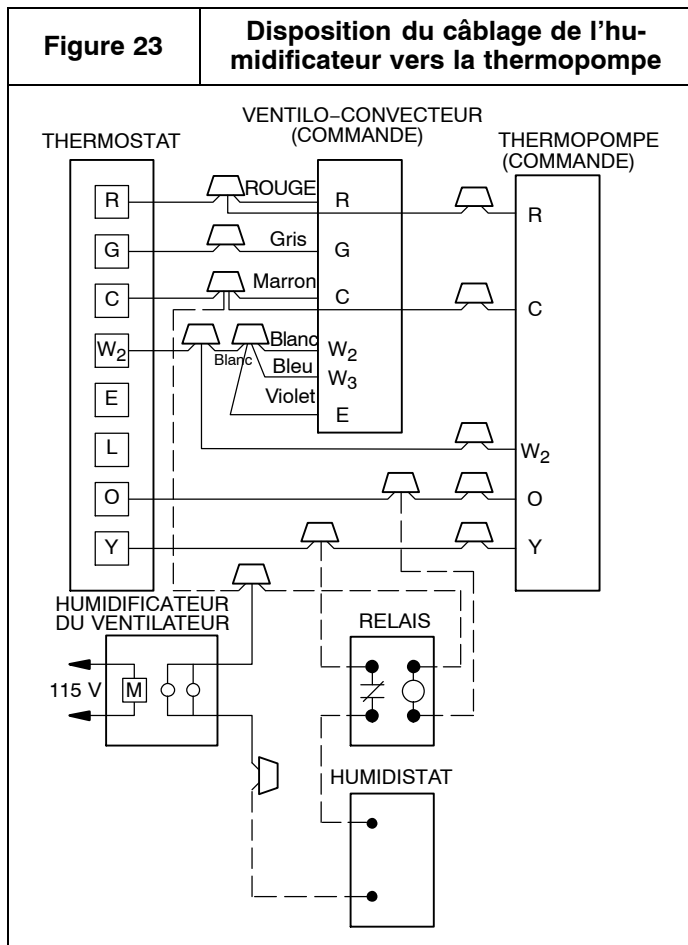 Figure 23
Disposition du câblage de l'hu-
midificateur vers la thermopompe
VENTILO-CONVECTEUR
(COMMANDE)
THERMOSTAT
THERMOPOMPE
(COMMANDE)
R
ROUGE
R
R
G
Gris
G
C
Marron
C
C
W2
Blanc
Blanc
W2
Bleu
W3
E
Violet
E
L
W2
O
O
Y
Y
HUMIDIFICATEUR
DU VENTILATEUR
RELAIS
115 V
M
HUMIDISTAT